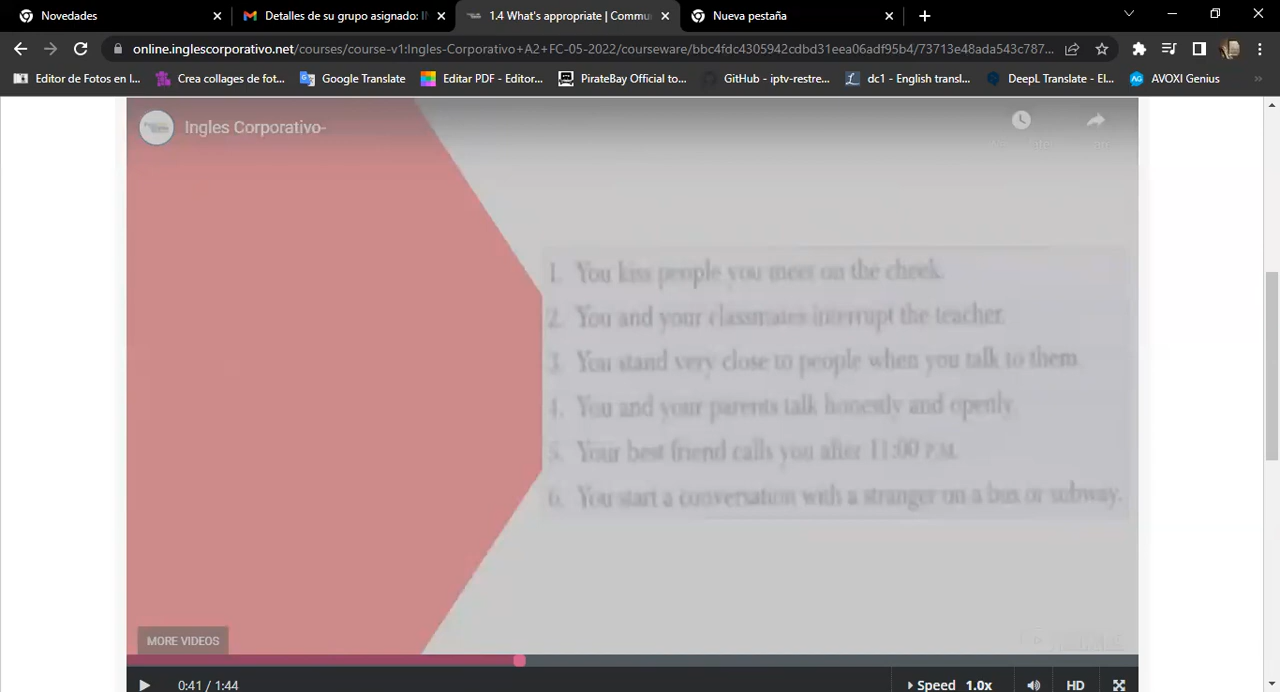 Novedades
Detalles de su grupo asignado: I
1.4 What's appropriate | Commu
Nueva pestaña
online.inglescorporativo.net/courses/course-v1:Ingles-Corporativo+A2+FC-05-2022/courseware/bbc4fdc4305942cdbd31eea06adf95b4/73713e48ada543c787...
Editor de Fotos en l...
Crea collages de fot...
Google Translate
Editar PDF - Editor...
PirateBay Official to...
GitHub - iptv-restre...
dc1 - English transl...
DeepL Translate - El...
AVOXI Genius
Ingles Corporativo-
1. You kiss people you meet on the cheek.
2. You and your classmates interrupt the teacher.
3. You stand very close to people when you talk to them.
4. You and your parents talk honestly and openly.
5. Your best friend calls you after 11:00 P.M.
6. You start a conversation with a stranger on a bus or subway.
MORE VIDEOS
0:41 / 1:44
Speed 1.0x
HD